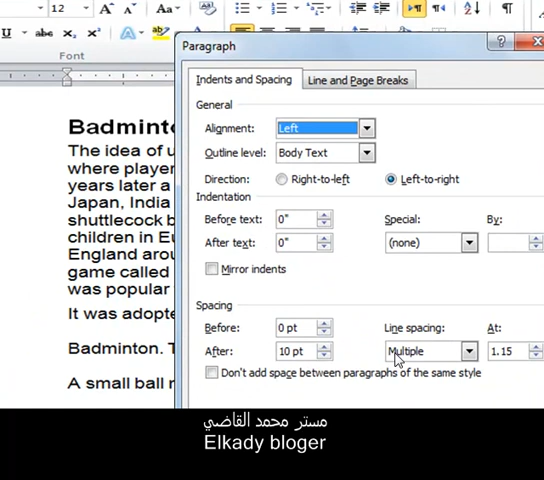 12
Aa
U abc X₂ X²
A
Font
Paragraph
?
Indents and Spacing
Line and Page Breaks
General
Alignment:
Left
Outline level:
Body Text
Direction:
Right-to-left
Left-to-right
Indentation
Before text:
0"
Special:
By:
After text:
0"
(none)
Mirror indents
Spacing
Before:
0 pt
Line spacing:
At:
After:
10 pt
Multiple
1.15
Don't add space between paragraphs of the same style
The idea of
where player
years later a
Japan, India
shuttlecock
children in
England
game called
was popular
It was
Badminton.
A small ball
مستر محمد القاضي
Elkady bloger